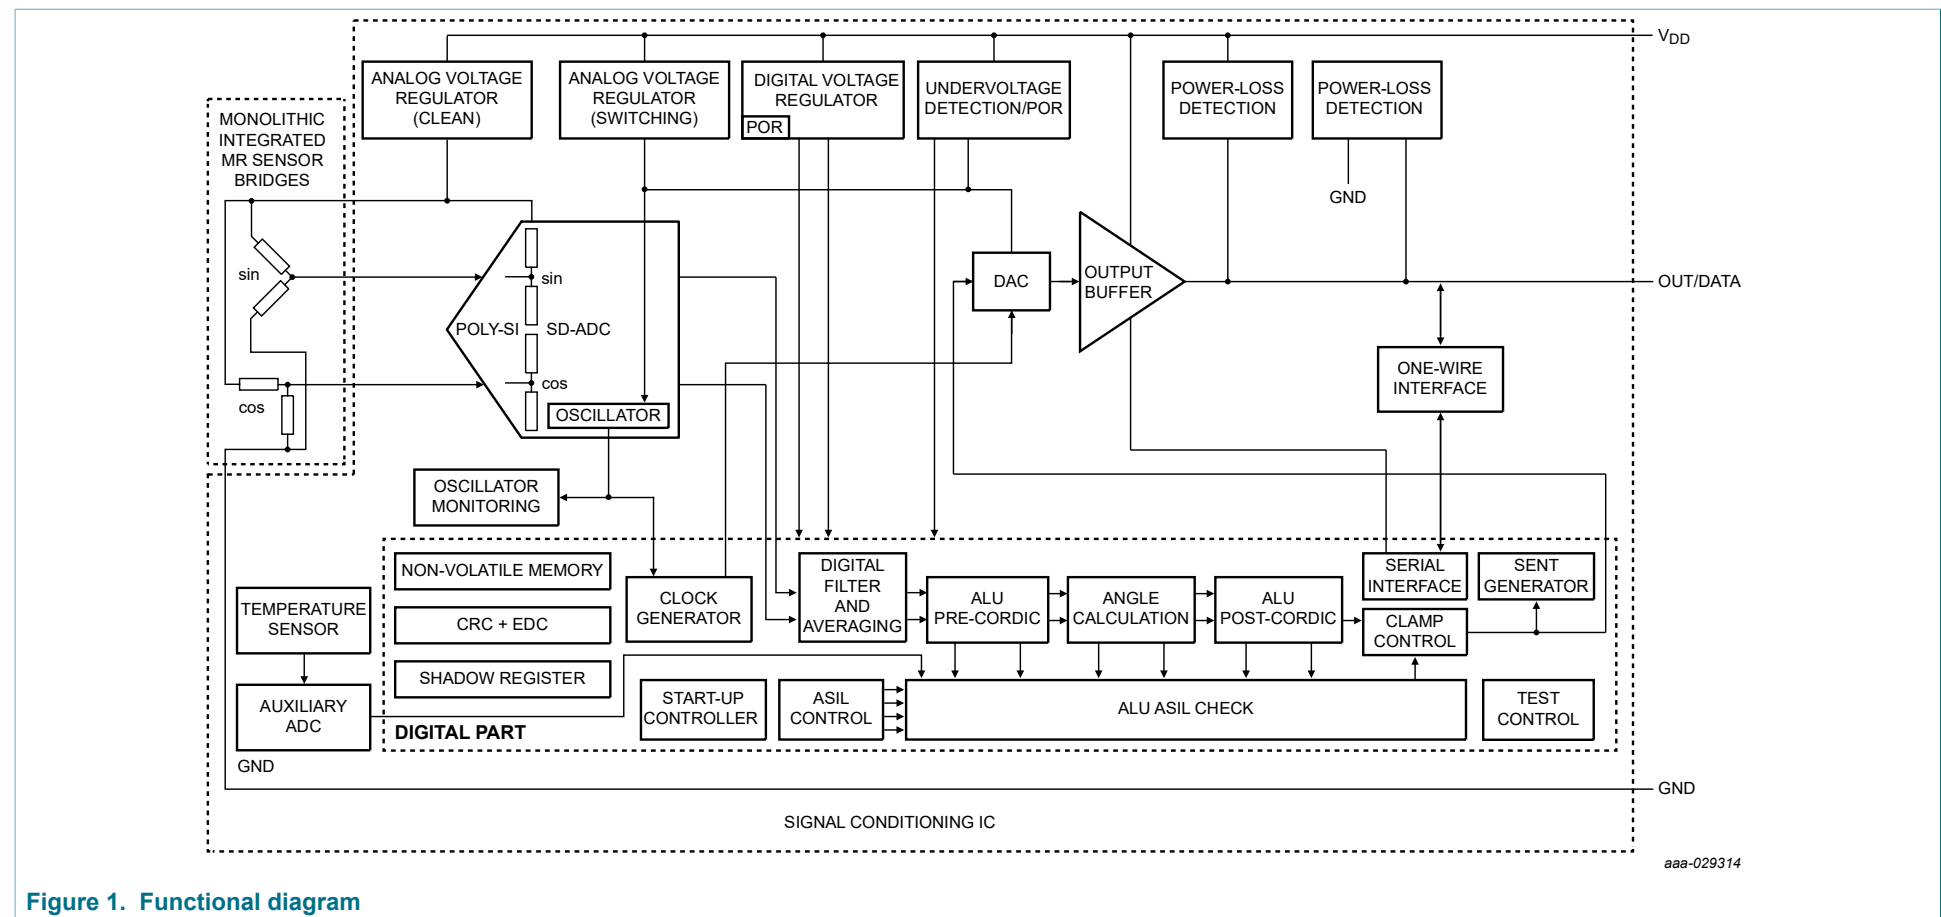 VDD
ANALOG VOLTAGE
REGULATOR
(CLEAN)
ANALOG VOLTAGE
REGULATOR
(SWITCHING)
DIGITAL VOLTAGE
REGULATOR
POR
UNDERVOLTAGE
DETECTION/POR
POWER-LOSS
DETECTION
POWER-LOSS
DETECTION
GND
MONOLITHIC
INTEGRATED
MR SENSOR
BRIDGES
sin
cos
sin
POLY-SI
SD-ADC
cos
OSCILLATOR
DAC
OUTPUT
BUFFER
OUT/DATA
ONE-WIRE
INTERFACE
OSCILLATOR
MONITORING
NON-VOLATILE MEMORY
CRC + EDC
SHADOW REGISTER
CLOCK
GENERATOR
DIGITAL
FILTER
AND
AVERAGING
ALU
PRE-CORDIC
ANGLE
CALCULATION
ALU
POST-CORDIC
SERIAL
INTERFACE
SENT
GENERATOR
CLAMP
CONTROL
TEMPERATURE
SENSOR
AUXILIARY
ADC
GND
START-UP
CONTROLLER
ASIL
CONTROL
ALU ASIL CHECK
TEST
CONTROL
DIGITAL PART
GND
SIGNAL CONDITIONING IC
aaa-029314
Figure 1. Functional diagram